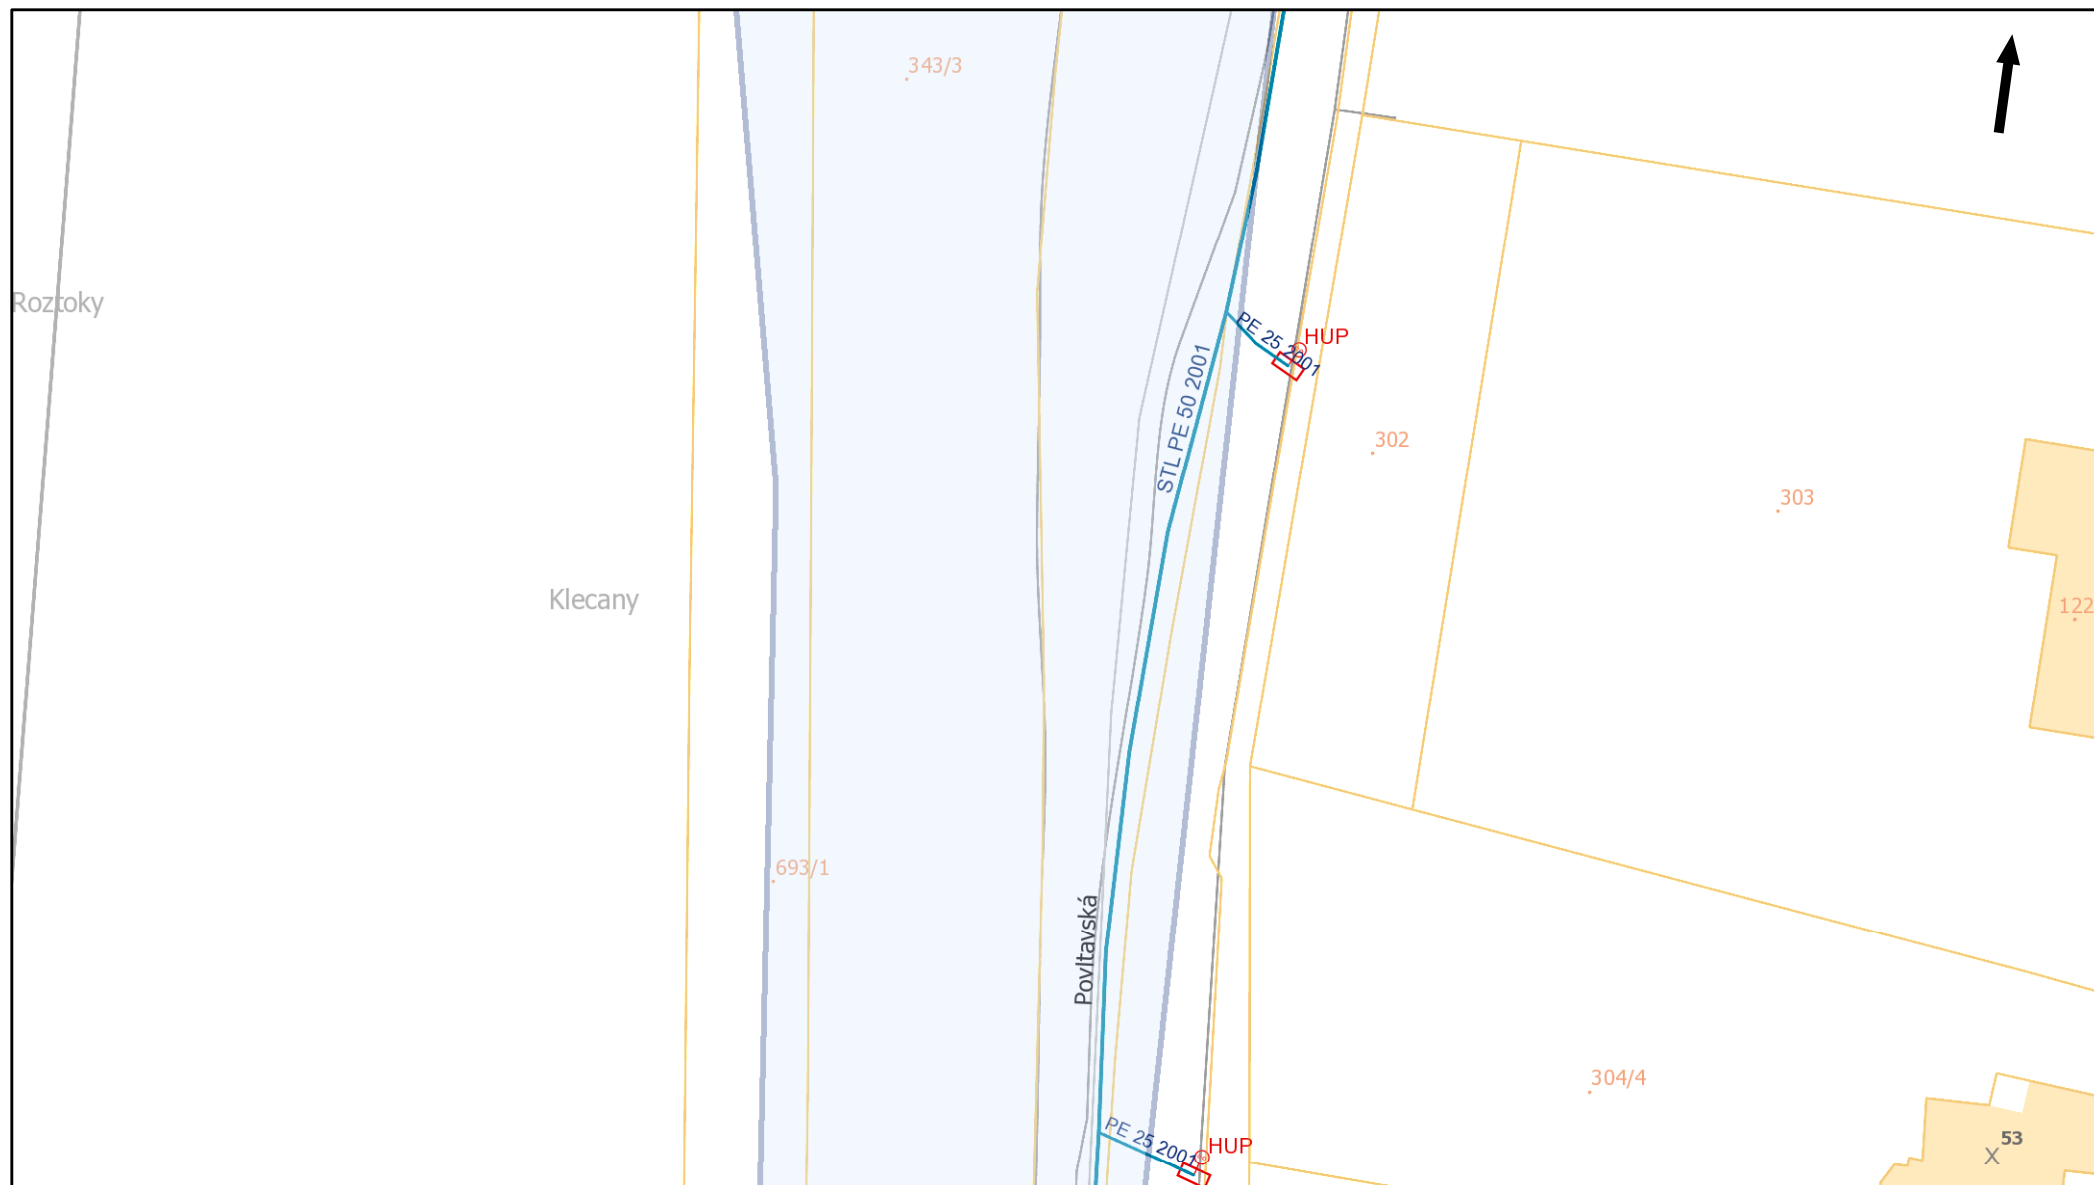 343/3
Roztoky
PE 25 2001
HUP
STL PE 50 2001
302
303
Klecany
122
693/1
Povltavská
304/4
PE 25 2001
HUP
53
X